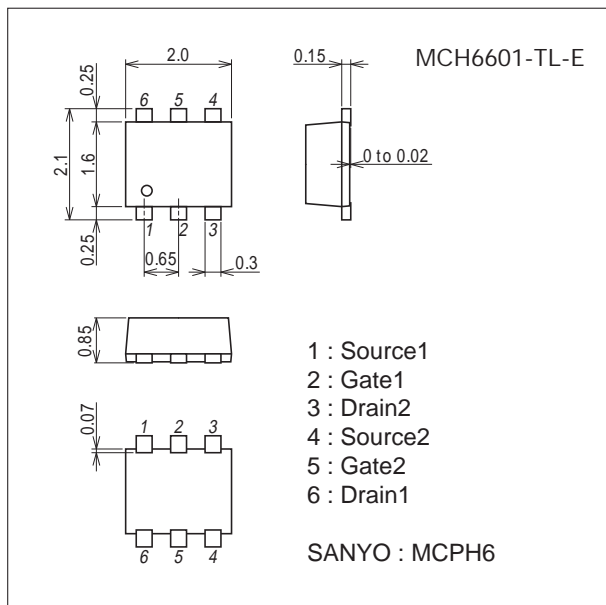 MCH6601-TL-E
2.0
0.15
0.25
6 5 4
2.1
1.6
0 to 0.02
0.25
1 2 3
0.65
0.3
0.85
1 : Source1
2 : Gate1
3 : Drain2
4 : Source2
5 : Gate2
6 : Drain1
0.07
1 2 3
6 5 4
SANYO : MCPH6